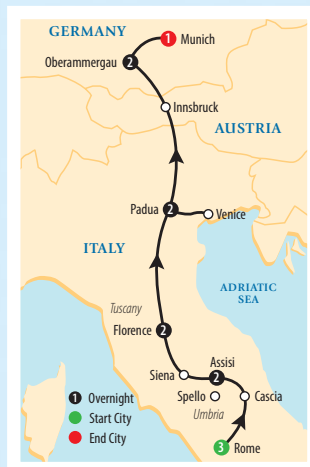 GERMANY
1 Munich
Oberammergau 2
Innsbruck
AUSTRIA
Padua 2
Venice
ITALY
ADRIATIC
SEA
Tuscany
Florence 2
Siena
Assisi
2
Spello
Cascia
Umbria
3 Rome
1 Overnight
Start City
End City